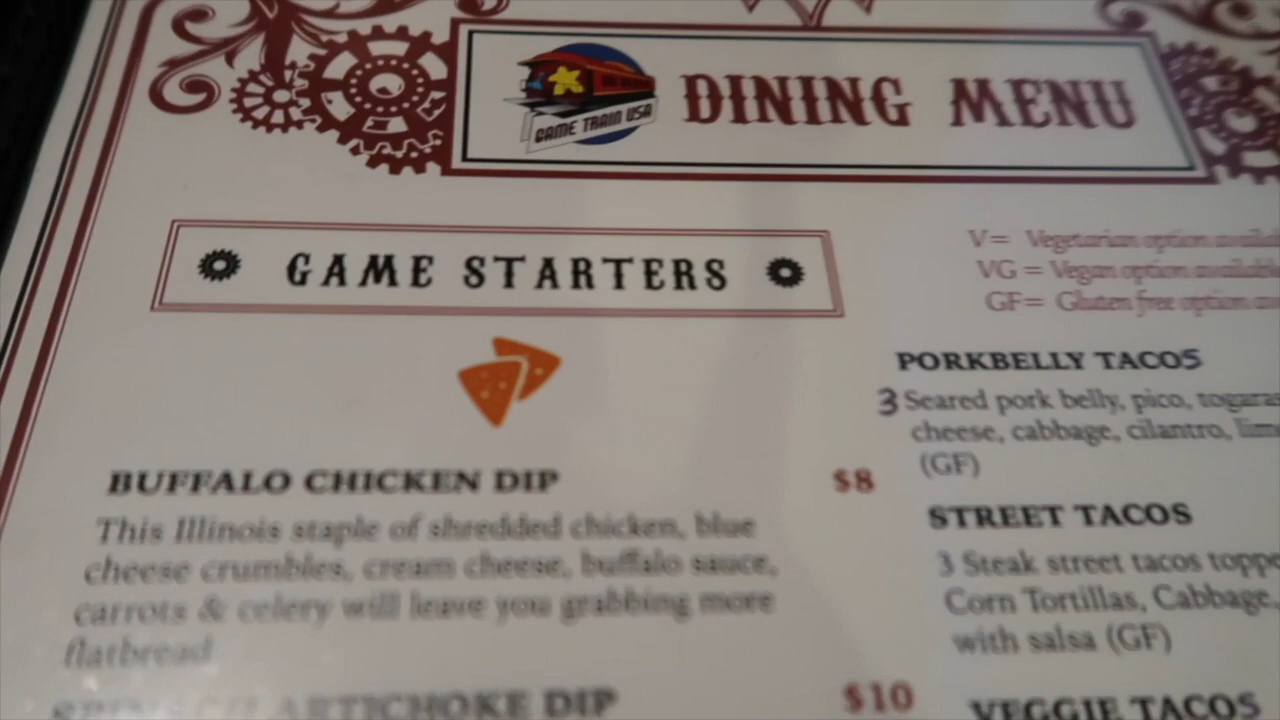 GAME TRAIN USA
DINING MENU
GAME STARTERS
BUFFALO CHICKEN DIP $8
This Illinois staple of shredded chicken, blue
cheese crumbles, cream cheese, buffalo sauce,
carrots & celery will leave you grabbing more
flatbread
ARTICHOKE DIP $10
V= Vegetarian option
VG = Vegan option available
GF= Gluten free option
PORKBELLY TACOS
3 Seared pork belly, pico,
cheese, cabbage, cilantro,
(GF)
STREET TACOS
3 Steak street tacos
Corn Tortillas, Cabbage,
with salsa (GF)
VEGGIE TACOS